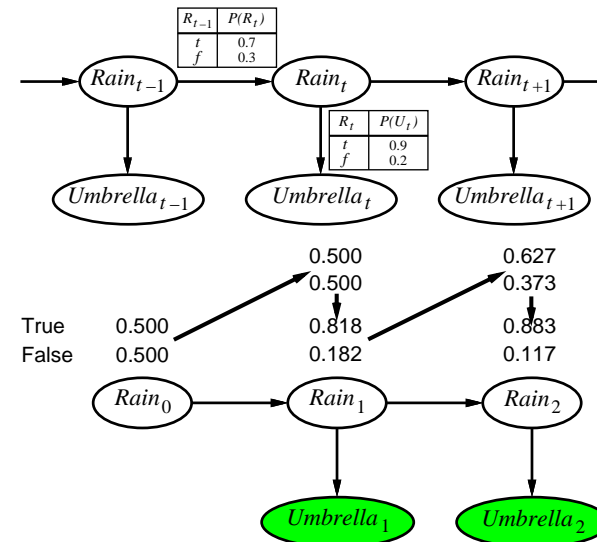 R_{t-1} P(R_t)
t 0.7
f 0.3
Rain_{t-1} Rain_t Rain_{t+1}
R_t P(U_t)
t 0.9
f 0.2
Umbrella_{t-1} Umbrella_t Umbrella_{t+1}
0.500 0.627
0.500 0.373
True 0.500 0.818 0.883
False 0.500 0.182 0.117
Rain_0 Rain_1 Rain_2
Umbrella_1 Umbrella_2